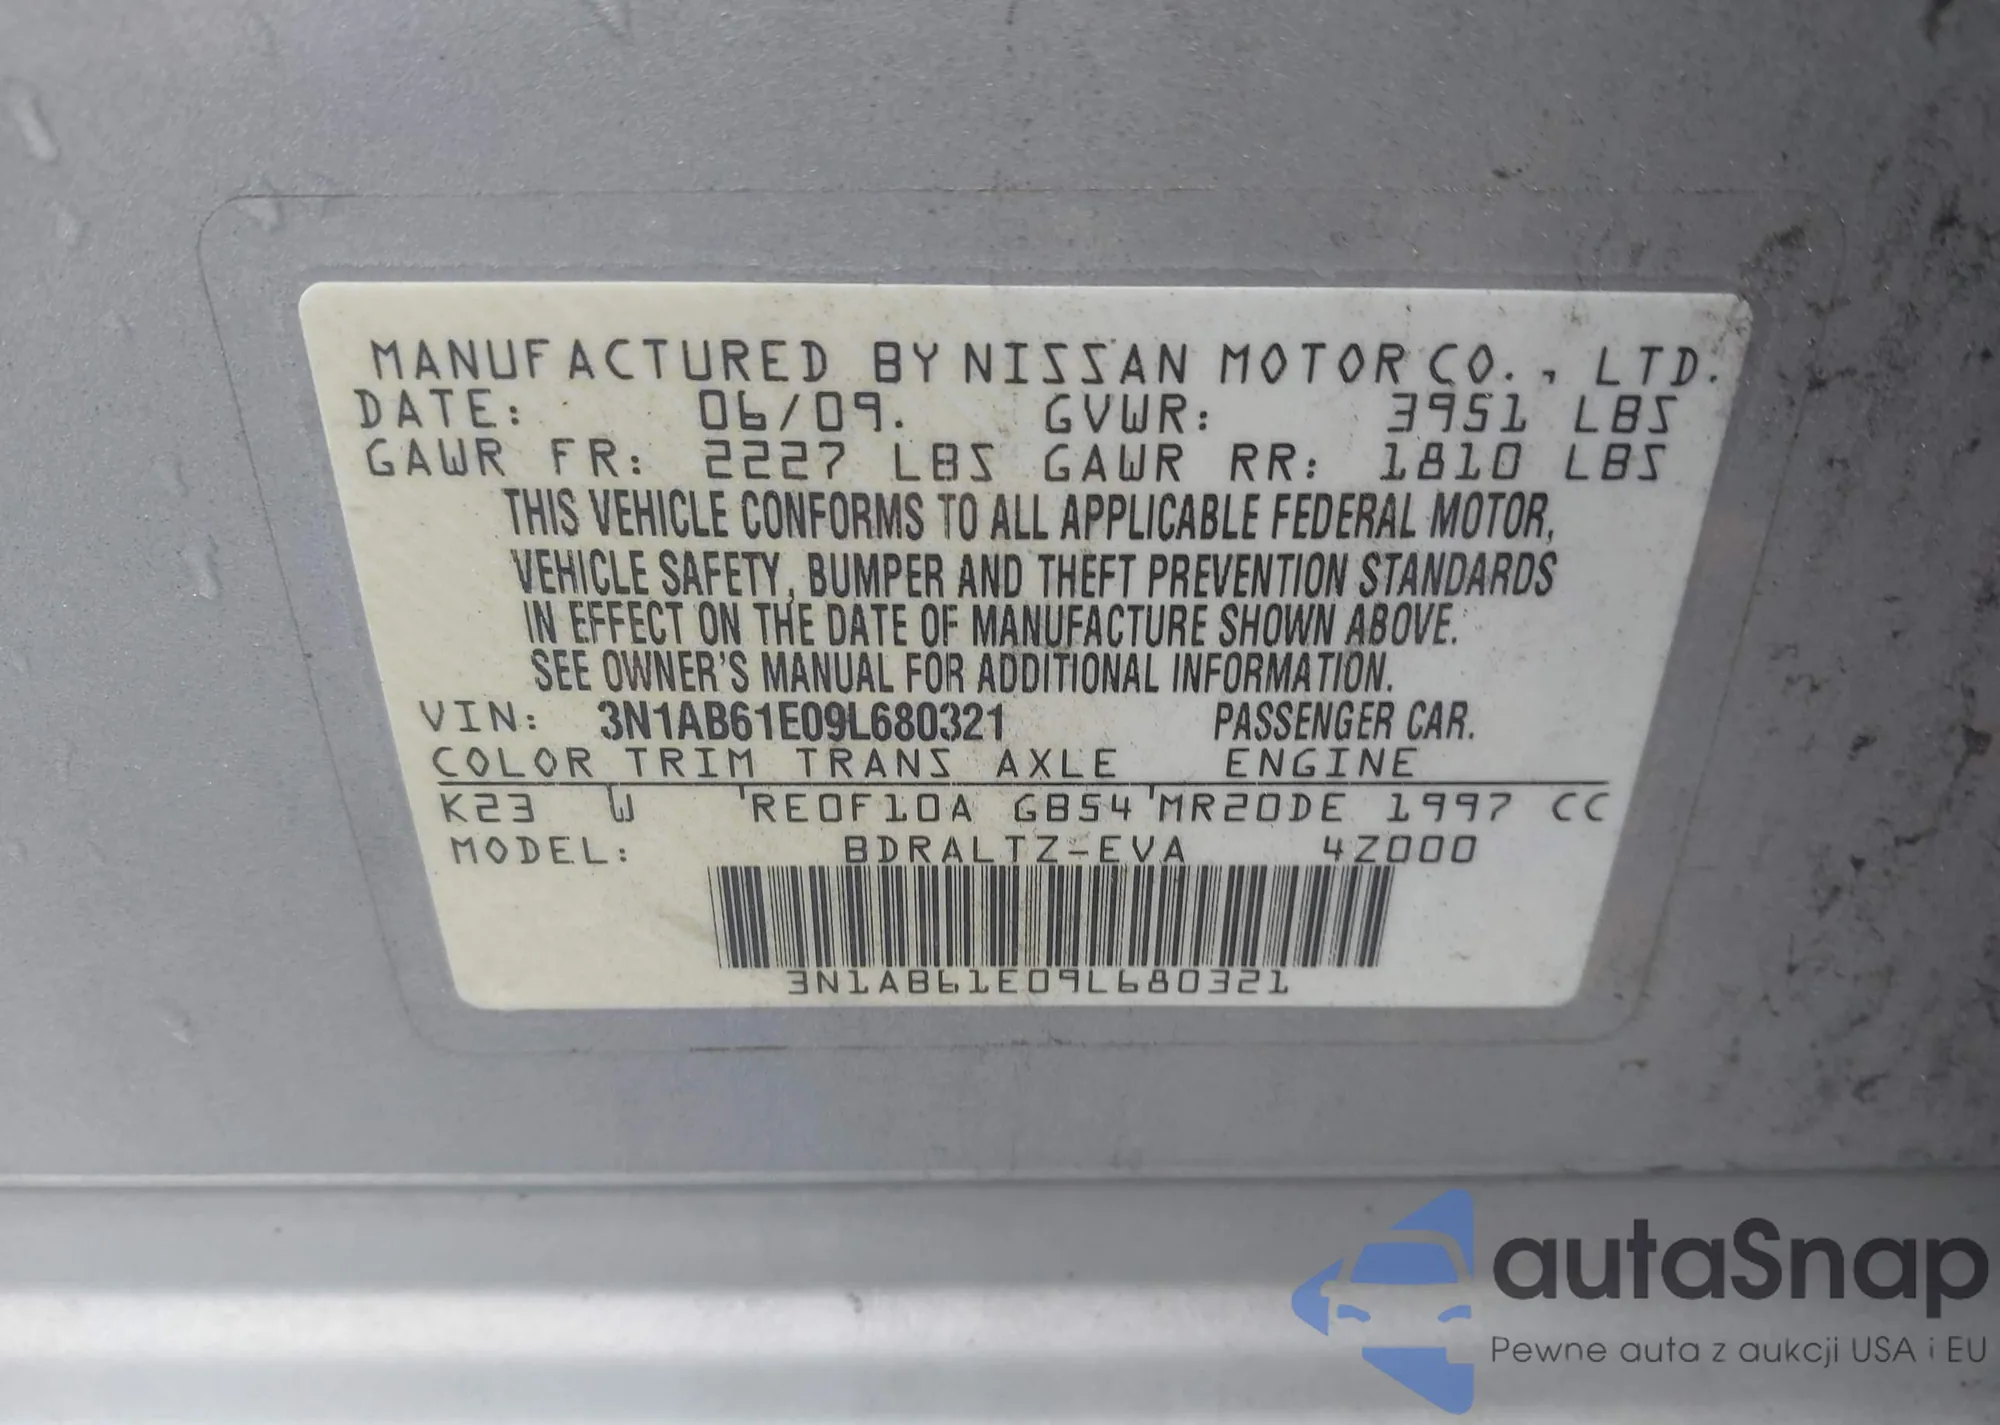 MANUFACTURED BY NISSAN MOTOR CO., LTD.
DATE: 06/09. GVWR: 3951 LBS
GAWR FR: 2227 LBS GAWR RR: 1810 LBS
THIS VEHICLE CONFORMS TO ALL APPLICABLE FEDERAL MOTOR,
VEHICLE SAFETY, BUMPER AND THEFT PREVENTION STANDARDS
IN EFFECT ON THE DATE OF MANUFACTURE SHOWN ABOVE.
SEE OWNER'S MANUAL FOR ADDITIONAL INFORMATION.
VIN: 3N1AB61E09L680321 PASSENGER CAR.
COLOR TRIM TRANS AXLE ENGINE
K23 W 'RE0F10A GB54 'MR20DE 1997 CC
MODEL: BDRALTZ-EVA 4Z000
3N1AB61E09L680321
autaSnap
Pewne auta z aukcji USA i EU